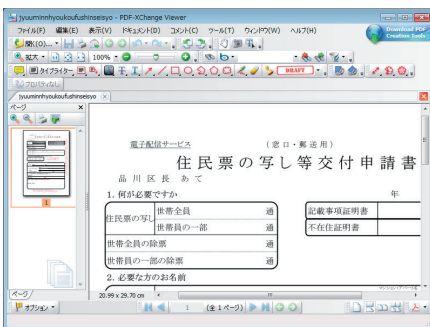 jyuuminnhyoukoufushinseisyo - PDF-XChange Viewer
ファイル(F) 編集(E) 表示(V) ドキュメント(D) コメント(C) ツール(T) ウィンドウ(W) ヘルプ(H)
Download PDF Creation Tools
開く(O)...
拡大 100%
タイプライター DRAFT
プロパティ(R)
jyuuminnhyoukoufushinseisyo
ページ
1
電子配信サービス (窓口・郵送用)
住民票の写し等交付申請書
品川区長 あて
1. 何が必要ですか 年
住民票の写し 世帯全員 通 記載事項証明書
世帯員の一部 通 不在住証明書
世帯全員の除票 通
世帯員の一部の除票 通
2. 必要な方のお名前
ページ 20.99 x 29.70 cm
オプション 1 (全 1 ページ)